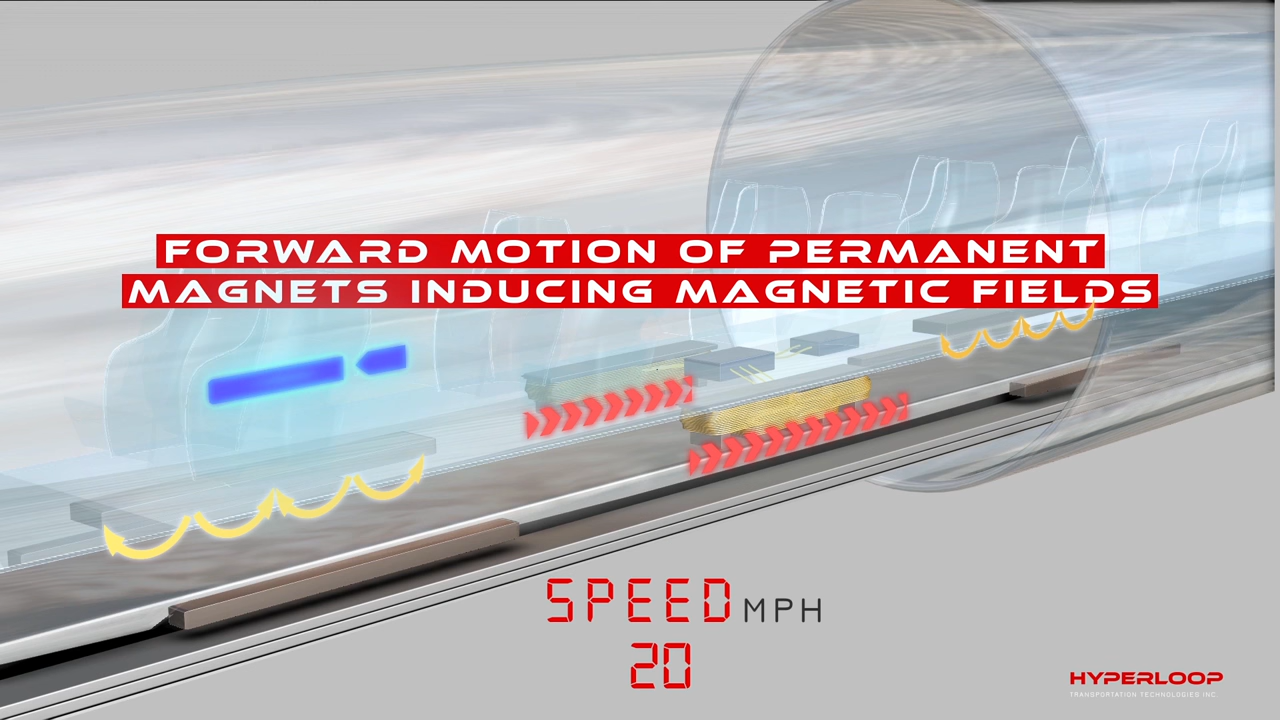 FORWARD MOTION OF PERMANENT
MAGNETS INDUCING MAGNETIC FIELDS
SPEED MPH
20
HYPERLOOP
TRANSPORTATION TECHNOLOGIES INC.